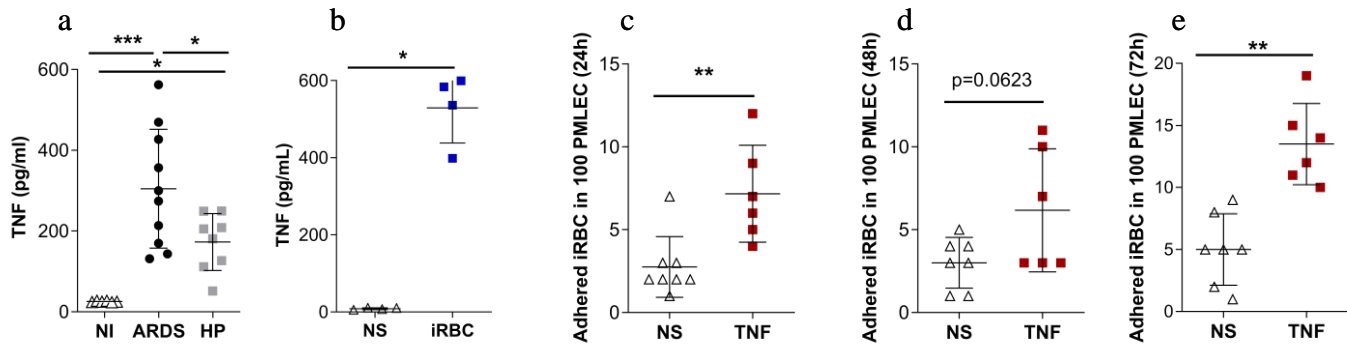 a
***
*
*
TNF (pg/ml)
600
400
200
0
NI ARDS HP
b
*
TNF (pg/mL)
600
400
200
0
NS iRBC
c
**
Adhered iRBC in 100 PMLEC (24h)
15
10
5
0
NS TNF
d
p=0.0623
Adhered iRBC in 100 PMLEC (48h)
15
10
5
0
NS TNF
e
**
Adhered iRBC in 100 PMLEC (72h)
20
15
10
5
0
NS TNF